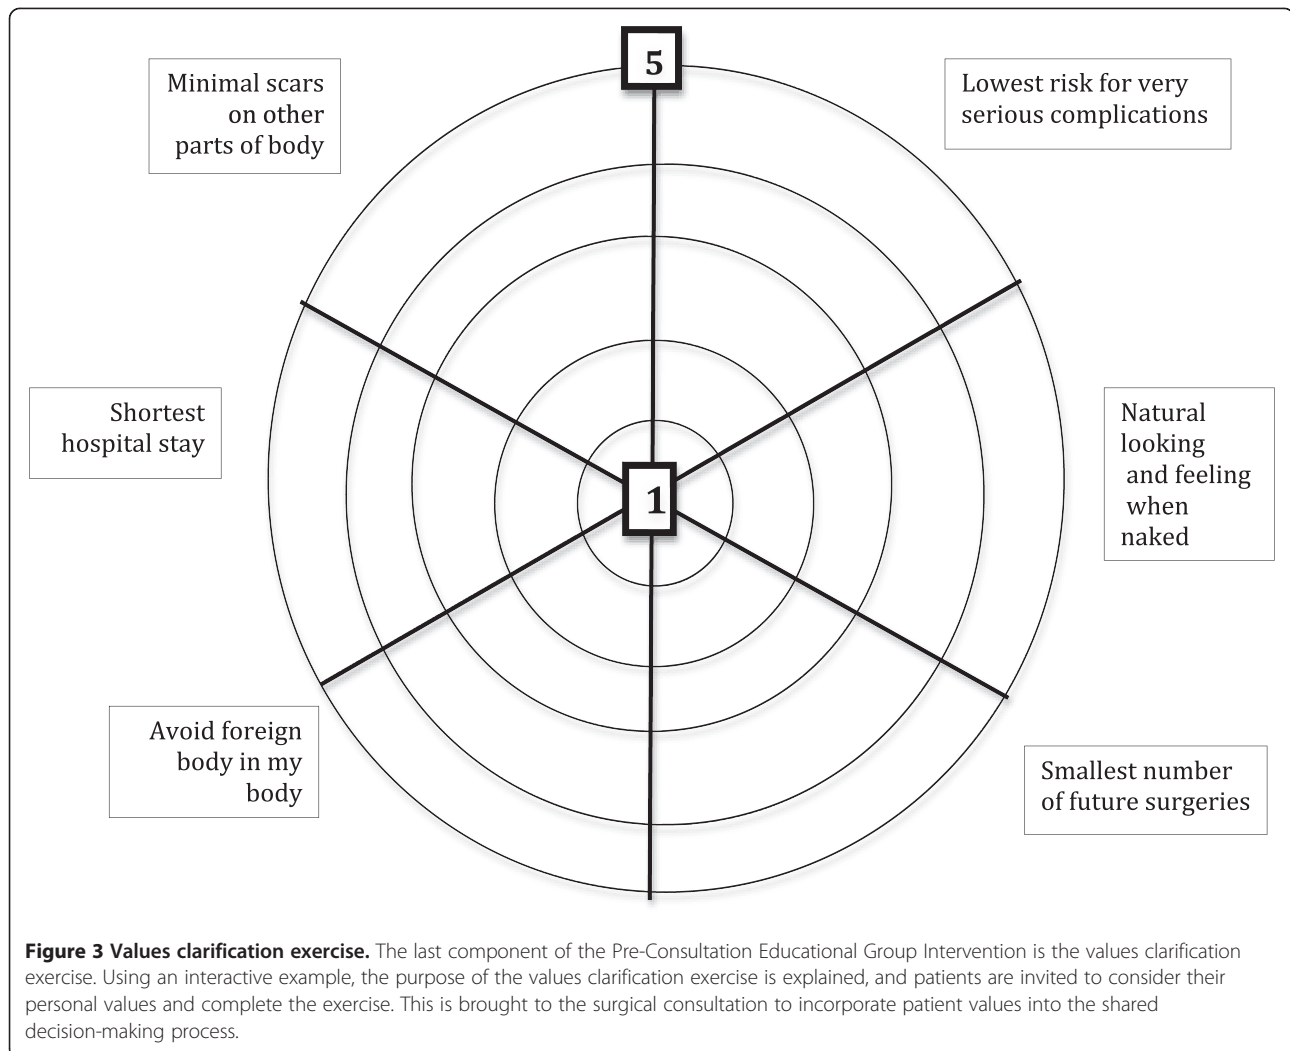 5
Minimal scars
on other
parts of body
Lowest risk for very
serious complications
Shortest
hospital stay
1
Natural
looking
and feeling
when
naked
Avoid foreign
body in my
body
Smallest number
of future surgeries
Figure 3 Values clarification exercise. The last component of the Pre-Consultation Educational Group Intervention is the values clarification
exercise. Using an interactive example, the purpose of the values clarification exercise is explained, and patients are invited to consider their
personal values and complete the exercise. This is brought to the surgical consultation to incorporate patient values into the shared
decision-making process.